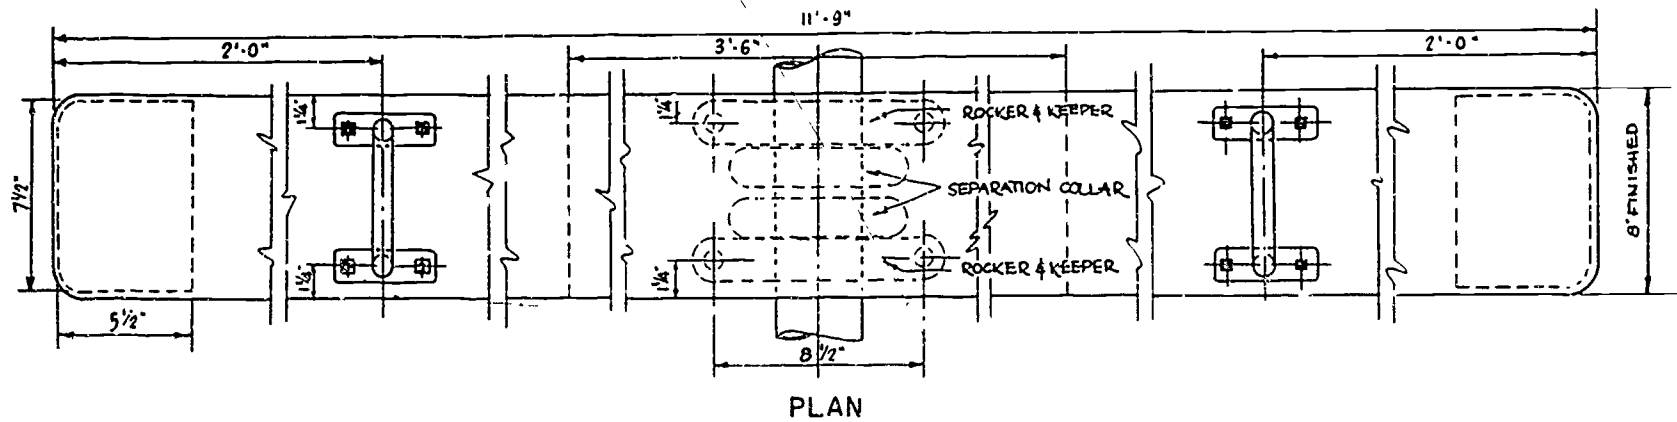 11'-9"
2'-0"
3'-6"
2'-0"
1¼"
1¼"
ROCKER & KEEPER
7½"
SEPARATION COLLAR
8" FINISHED
1¼"
1¼"
ROCKER & KEEPER
5½"
8½"
PLAN